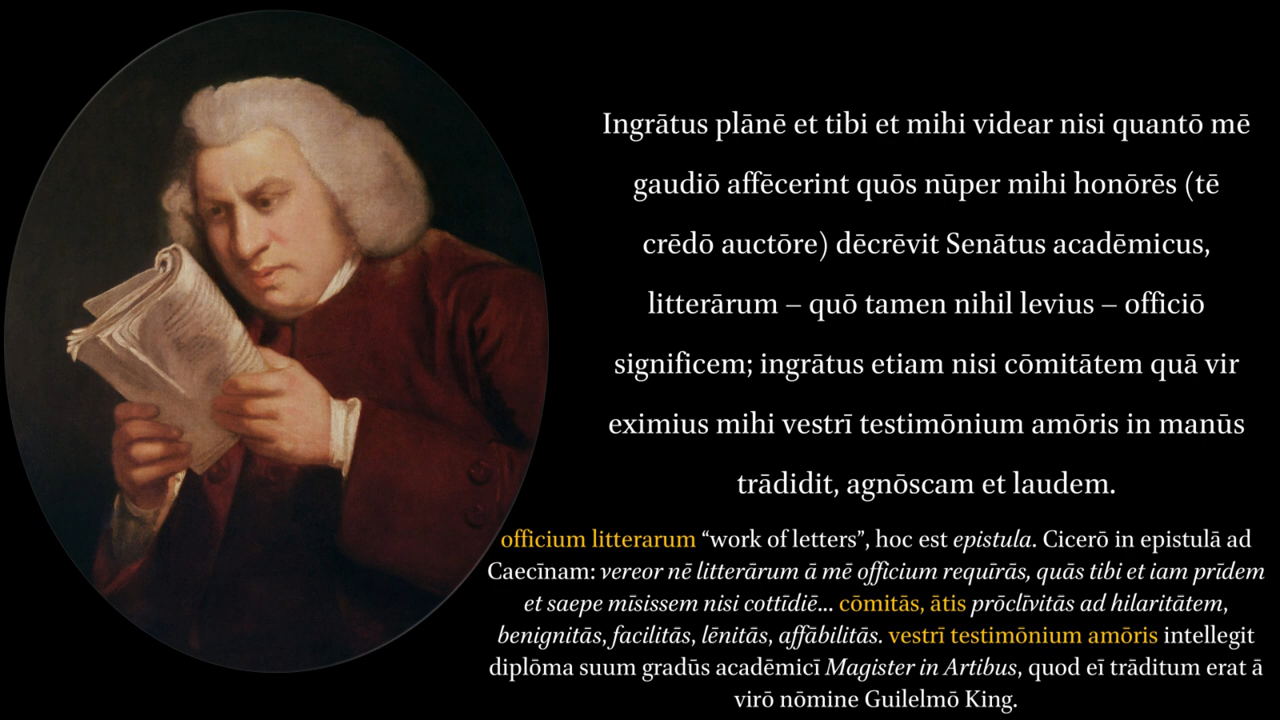 Ingrātus plānē et tibi et mihi videar nisi quantō mē
gaudiō affēcerint quōs nūper mihi honōrēs (tē
crēdō auctōre) dēcrēvit Senātus acadēmicus,
litterārum – quō tamen nihil levius – officiō
significem; ingrātus etiam nisi cōmitātem quā vir
eximius mihi vestrī testimōnium amōris in manūs
trādidit, agnōscam et laudem.
officium litterarum “work of letters”, hoc est epistula. Cicerō in epistulā ad
Caecīnam: vereor nē litterārum ā mē officium requīrās, quās tibi et iam prīdem
et saepe mīsissem nisi cottīdiē... cōmitās, ātis prōclīvitās ad hilaritātem,
benignitās, facilitās, lēnitās, affābilitās. vestrī testimōnium amōris intellegit
diplōma suum gradūs acadēmicī Magister in Artibus, quod eī trāditum erat ā
virō nōmine Guilelmō King.